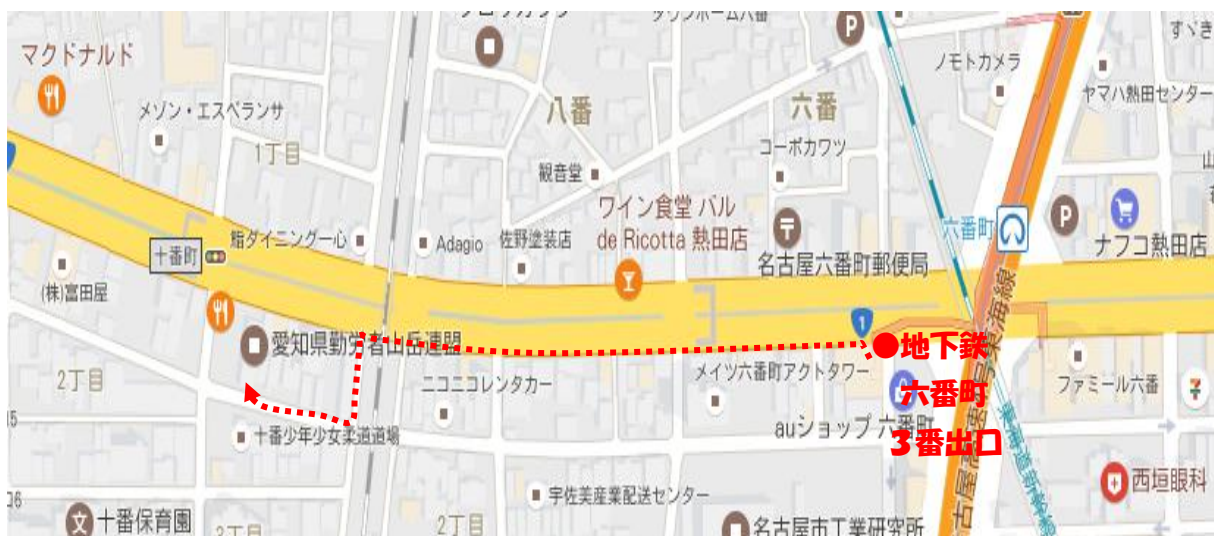 マクドナルド
メゾン・エスペランサ
1丁目
八番
六番
P
ノモトカメラ
すゞき
ヤマハ熱田センター
コーポカワツ
観音堂
ワイン食堂 バル
de Ricotta 熱田店
六番町
P
ナフコ熱田店
十番町
鮨ダイニング一心
Adagio
佐野塗装店
名古屋六番町郵便局
(株)富田屋
1
愛知県勤労者山岳連盟
地下鉄
六番町
3番出口
2丁目
ニコニコレンタカー
メイツ六番町アクトタワー
ファミール六番
auショップ 六番町
十番少年少女柔道道場
西垣眼科
宇佐美産業配送センター
十番保育園
2丁目
名古屋市工業研究所